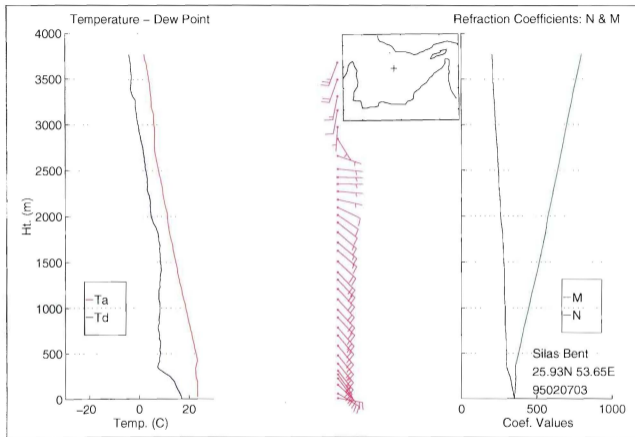 Temperature – Dew Point
Refraction Coefficients: N & M
4000
3500
3000
2500
2000
1500
1000
500
0
Ht. (m)
Ta
Td
M
N
Silas Bent
25.93N 53.65E
95020703
−20 0 20
Temp. (C)
0 500 1000
Coef. Values